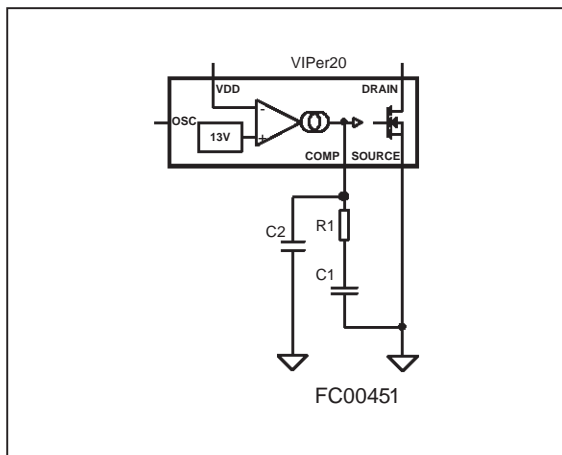 VIPer20
VDD
DRAIN
OSC
-
13V
+
COMP
SOURCE
C2
R1
C1
FC00451